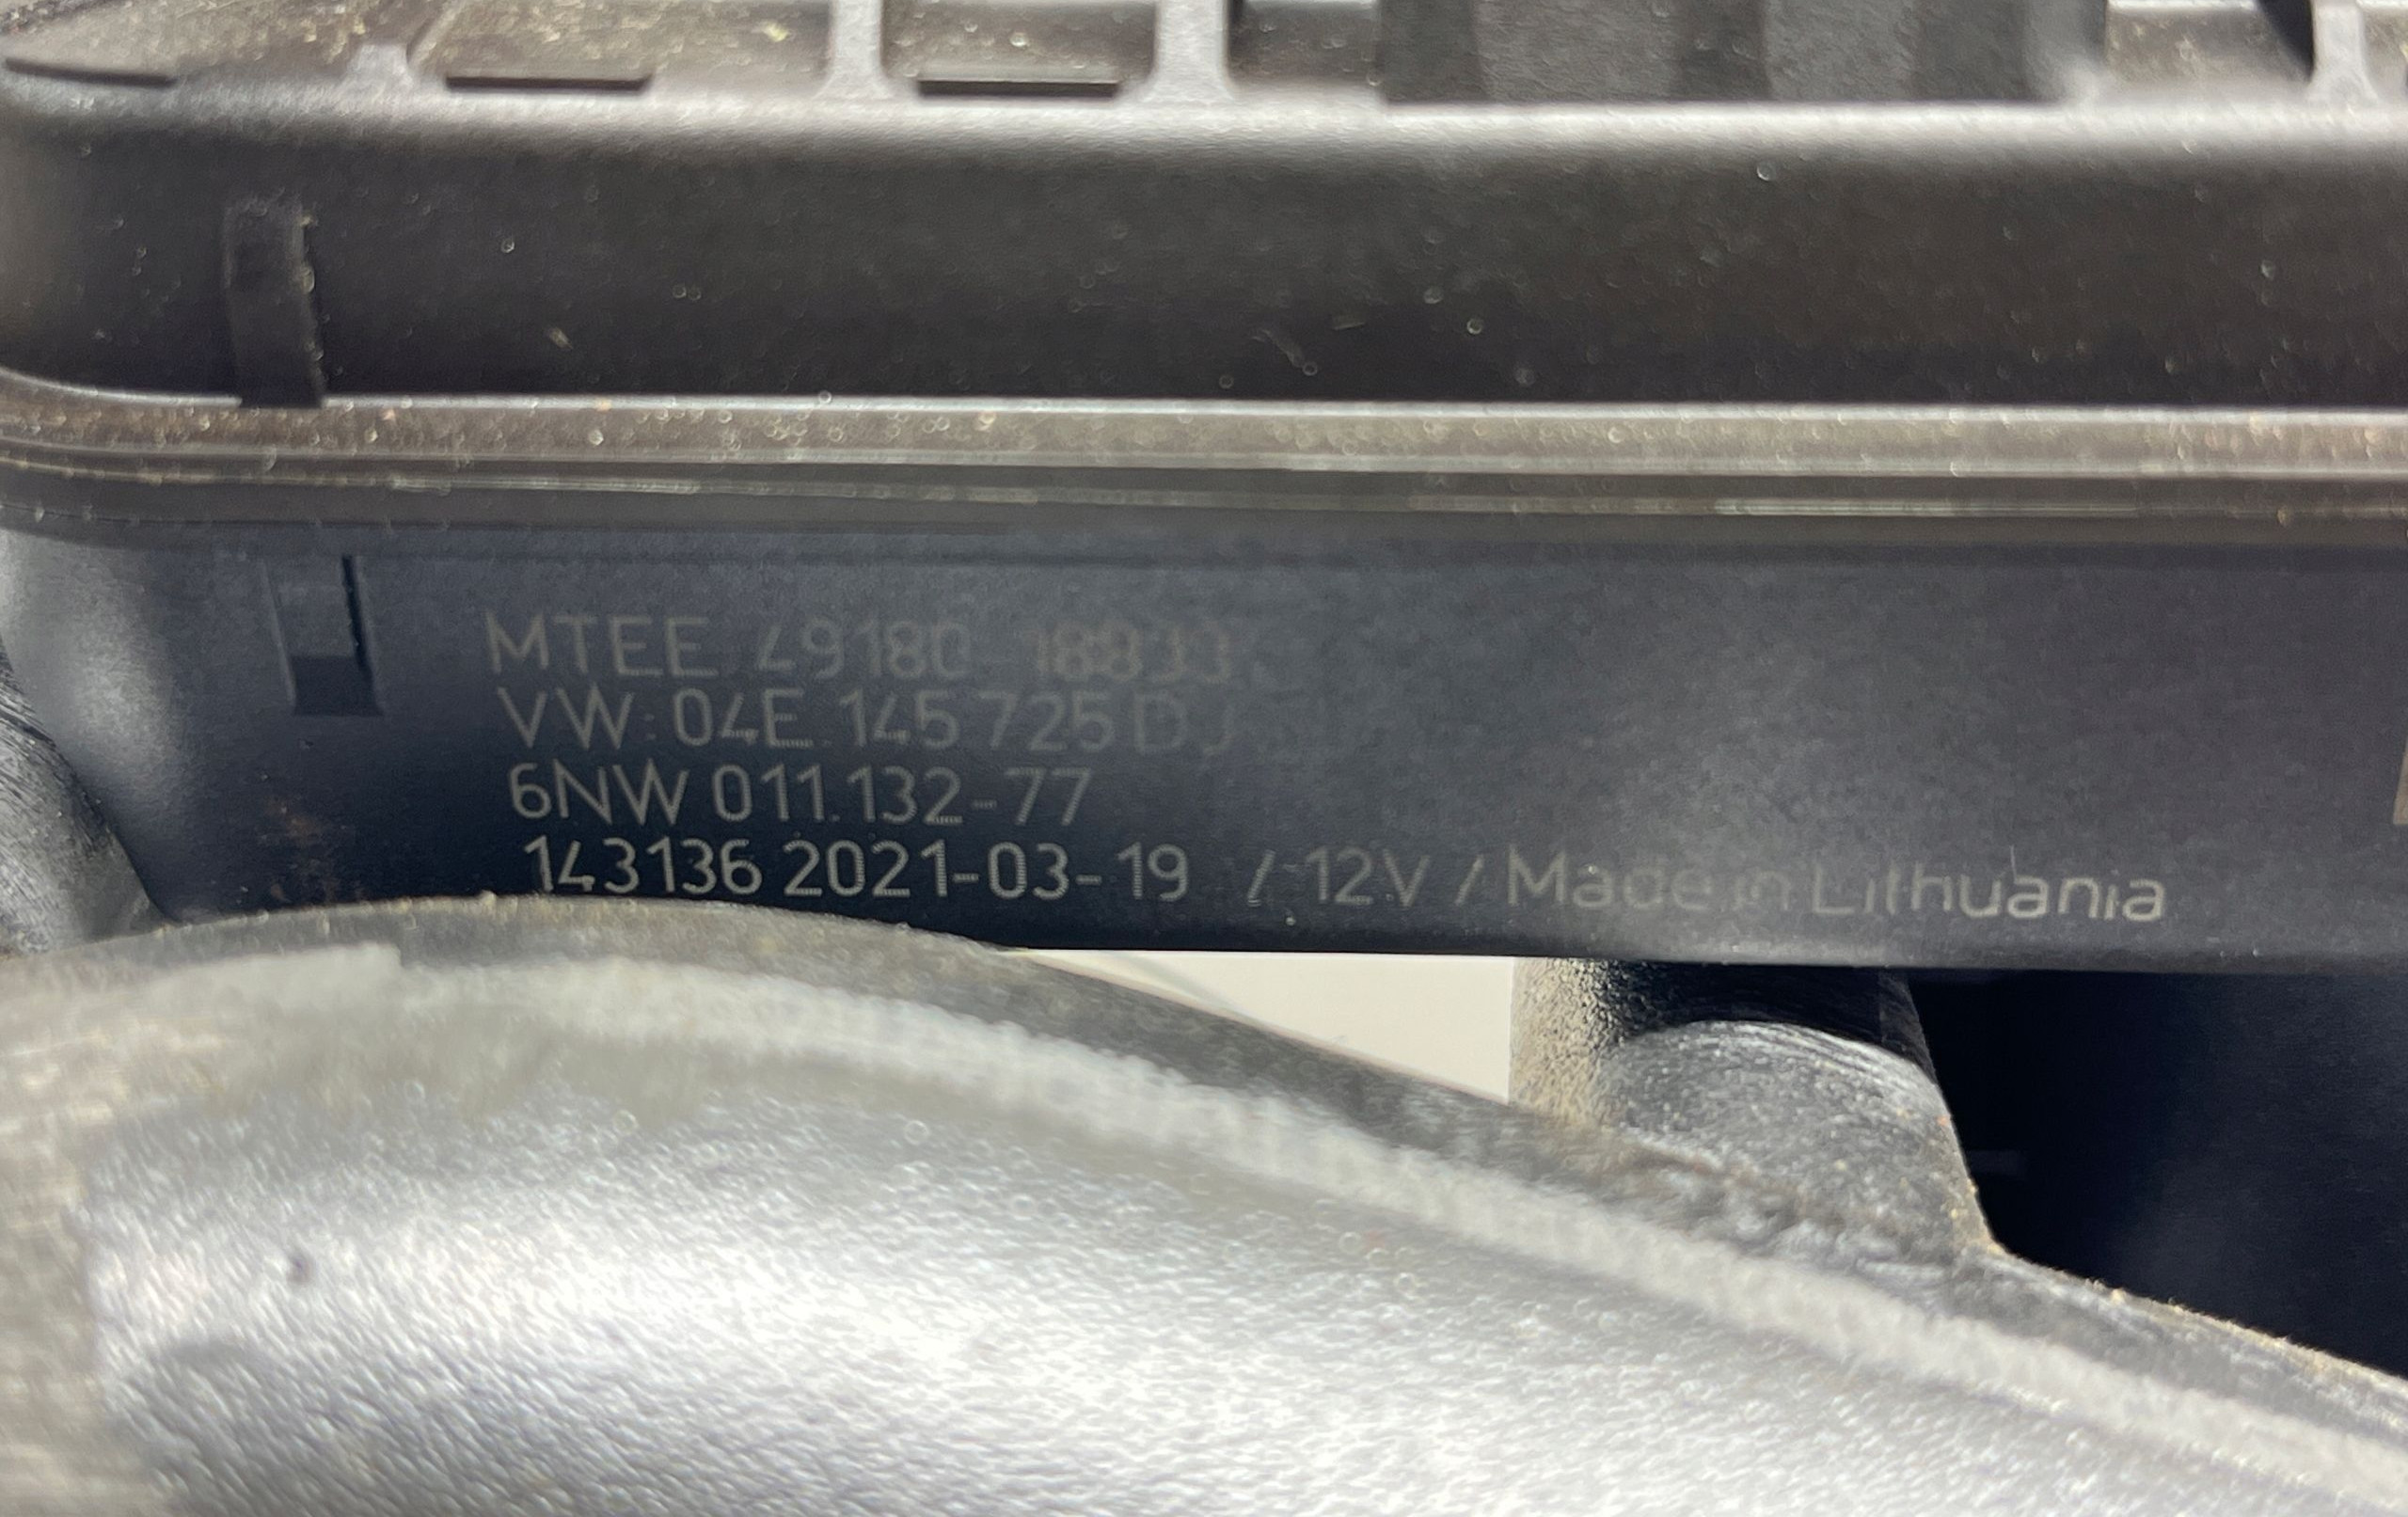 MTEE 49180
VW: 04E.145 725 DJ
6NW 011.132-77
143136 2021-03-19 / 12V / Made in Lithuania